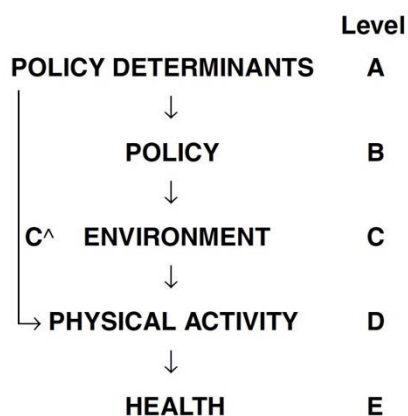 Level
POLICY DETERMINANTS A
↓
POLICY B
↓
C^ ENVIRONMENT C
↓
→ PHYSICAL ACTIVITY D
↓
HEALTH E